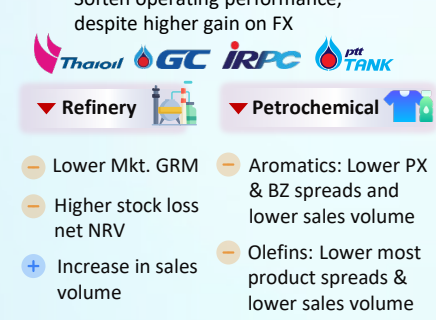 Soften operating performance,
despite higher gain on FX
Thaioil GC IRPC ptt TANK
Refinery
Petrochemical
Lower Mkt. GRM
Higher stock loss
net NRV
Increase in sales
volume
Aromatics: Lower PX
& BZ spreads and
lower sales volume
Olefins: Lower most
product spreads &
lower sales volume